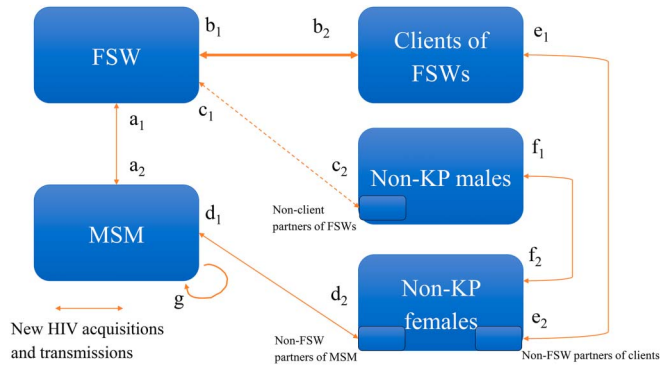 b₁
b₂
e₁
FSW
Clients of
FSWs
c₁
a₁
a₂
c₂
f₁
Non-KP males
Non-client
partners of FSWs
MSM
d₁
g
d₂
f₂
Non-KP
females
e₂
New HIV acquisitions
and transmissions
Non-FSW
partners of MSM
Non-FSW partners of clients